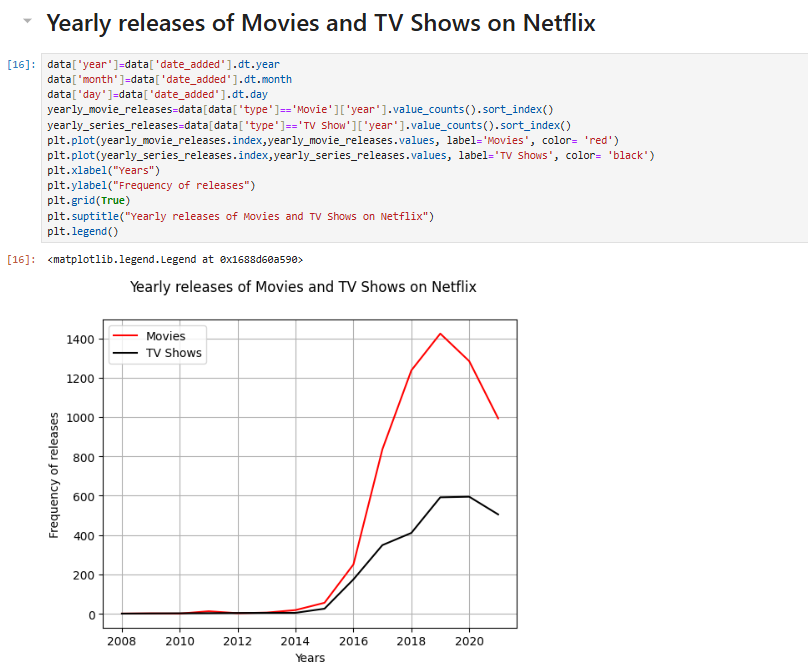 Yearly releases of Movies and TV Shows on Netflix
[16]: data['year']=data['date_added'].dt.year
data['month']=data['date_added'].dt.month
data['day']=data['date_added'].dt.day
yearly_movie_releases=data[data['type']=='Movie']['year'].value_counts().sort_index()
yearly_series_releases=data[data['type']=='TV Show']['year'].value_counts().sort_index()
plt.plot(yearly_movie_releases.index,yearly_movie_releases.values, label='Movies', color= 'red')
plt.plot(yearly_series_releases.index,yearly_series_releases.values, label='TV Shows', color= 'black')
plt.xlabel("Years")
plt.ylabel("Frequency of releases")
plt.grid(True)
plt.suptitle("Yearly releases of Movies and TV Shows on Netflix")
plt.legend()
[16]: <matplotlib.legend.Legend at 0x1688d60a590>
Yearly releases of Movies and TV Shows on Netflix
Movies
TV Shows
Frequency of releases
1400
1200
1000
800
600
400
200
0
2008 2010 2012 2014 2016 2018 2020
Years